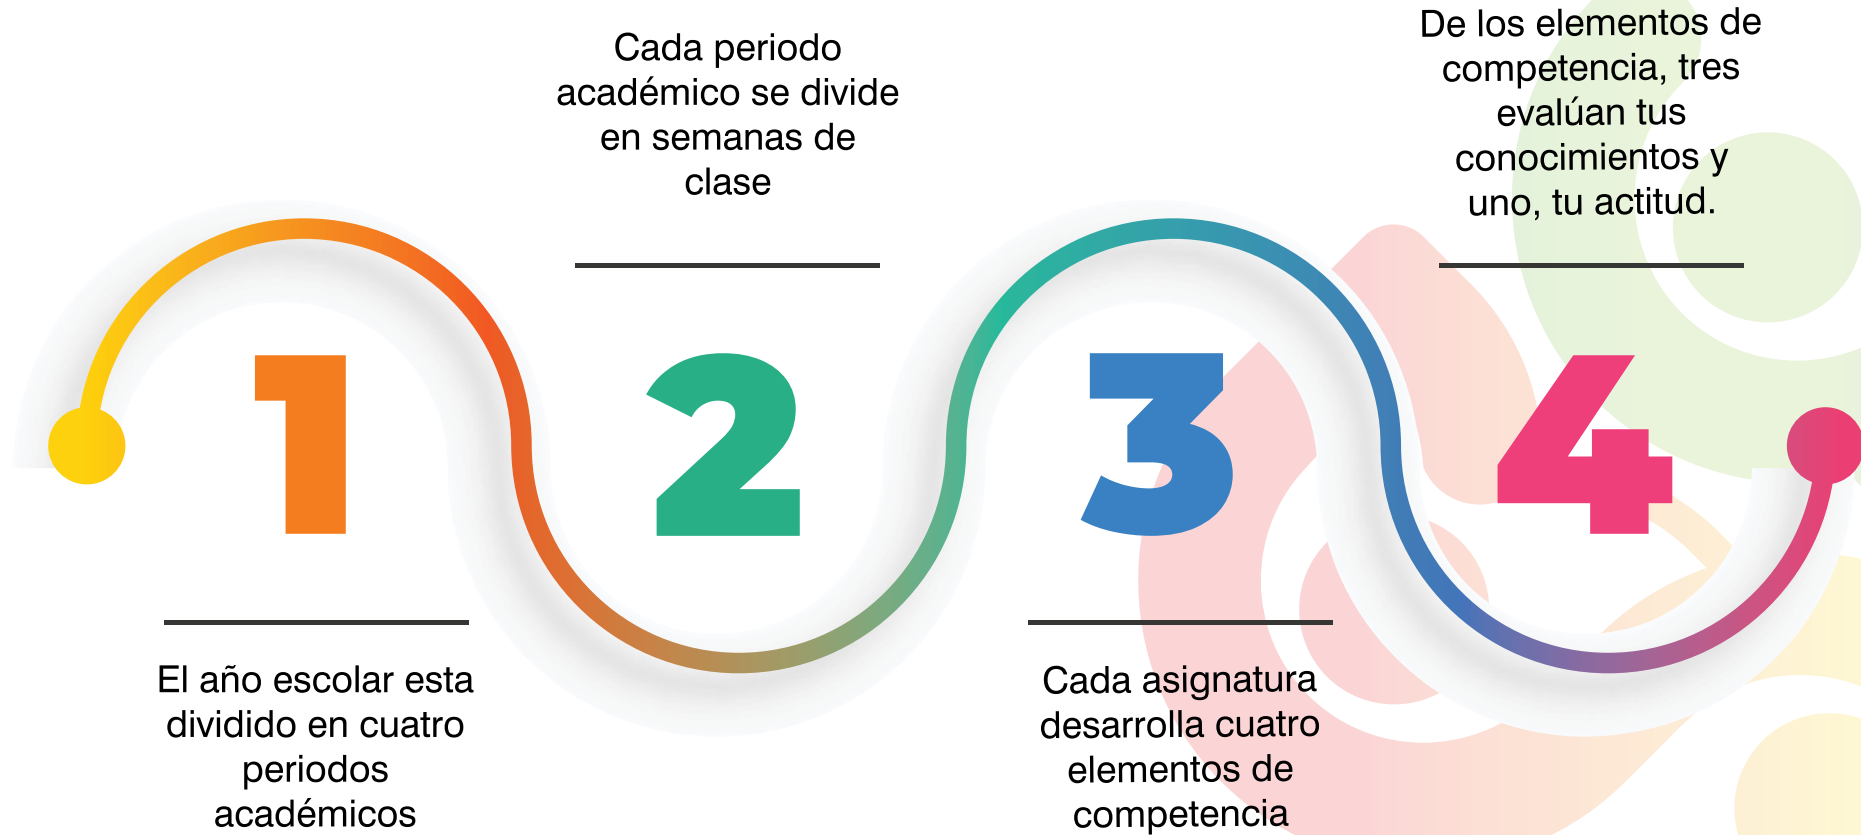 1
El año escolar esta
dividido en cuatro
periodos
académicos
Cada periodo
académico se divide
en semanas de
clase
2
3
Cada asignatura
desarrolla cuatro
elementos de
competencia
De los elementos de
competencia, tres
evalúan tus
conocimientos y
uno, tu actitud.
4